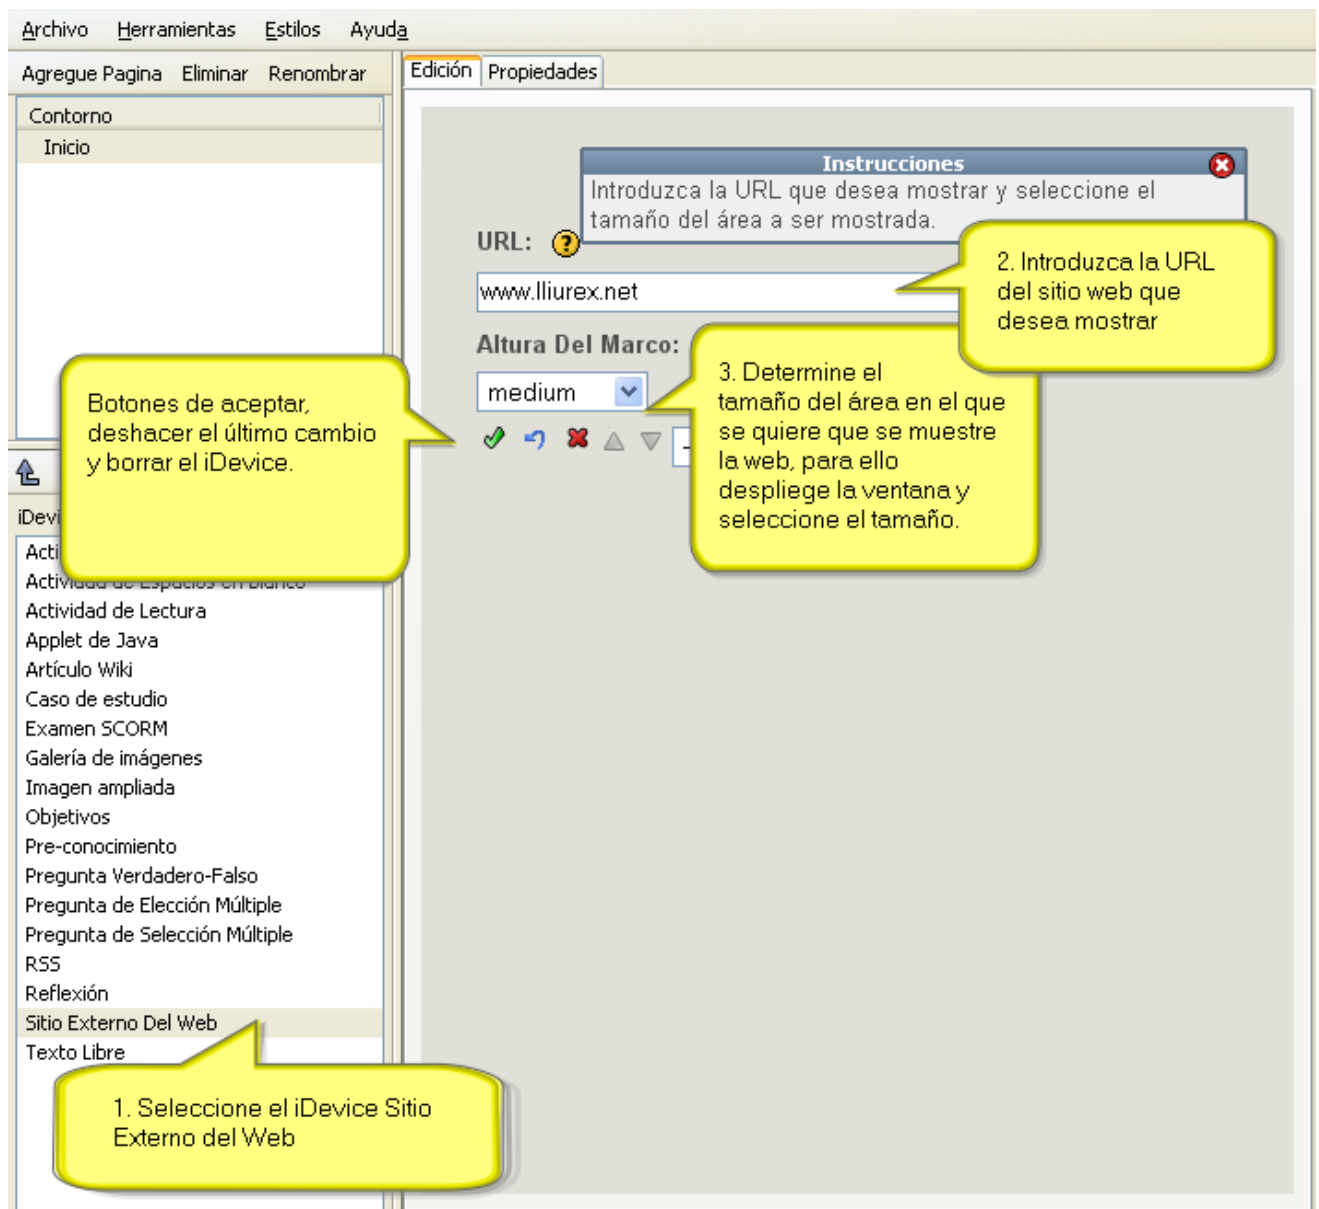 Archivo Herramientas Estilos Ayuda
Agregue Pagina Eliminar Renombrar
Contorno
Inicio
Edición Propiedades
Instrucciones
Introduzca la URL que desea mostrar y seleccione el
tamaño del área a ser mostrada.
URL:
www.lliurex.net
2. Introduzca la URL
del sitio web que
desea mostrar
Altura Del Marco:
medium
3. Determine el
tamaño del área en el que
se quiere que se muestre
la web, para ello
despliege la ventana y
seleccione el tamaño.
Botones de aceptar,
deshacer el último cambio
y borrar el iDevice.
Actividad de Espacios en blanco
Actividad de Lectura
Applet de Java
Artículo Wiki
Caso de estudio
Examen SCORM
Galería de imágenes
Imagen ampliada
Objetivos
Pre-conocimiento
Pregunta Verdadero-Falso
Pregunta de Elección Múltiple
Pregunta de Selección Múltiple
RSS
Reflexión
Sitio Externo Del Web
Texto Libre
1. Seleccione el iDevice Sitio
Externo del Web